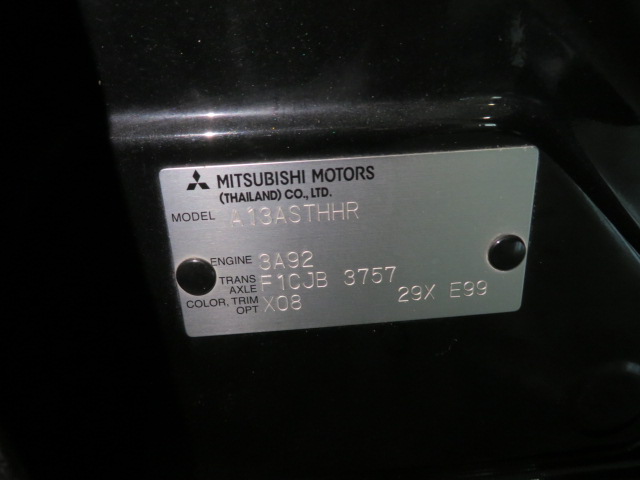 MITSUBISHI MOTORS
(THAILAND) CO., LTD.
MODEL A13ASTHHR
ENGINE 3A92
TRANS AXLE F1CJB 3757
COLOR, TRIM OPT X08 29X E99